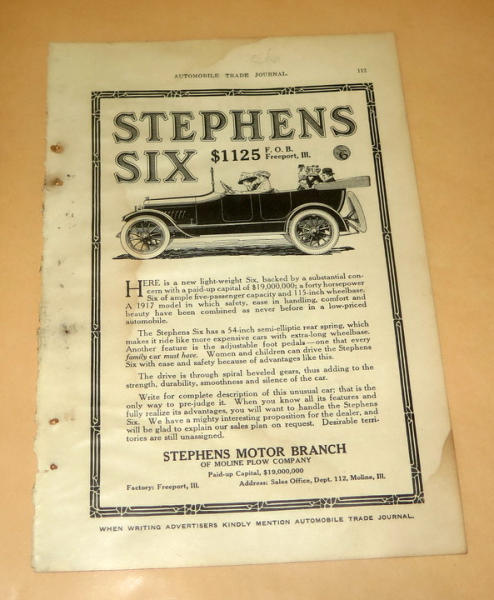 AUTOMOBILE TRADE JOURNAL. 112
STEPHENS
SIX $1125 F. O. B. Freeport, Ill. 6
HERE is a new light-weight Six, backed by a substantial con-
cern with a paid-up capital of $19,000,000; a forty horsepower
Six of ample five-passenger capacity and 115-inch wheelbase.
A 1917 model in which safety, ease in handling, comfort and
beauty have been combined as never before in a low-priced
automobile.
The Stephens Six has a 54-inch semi-elliptic rear spring, which
makes it ride like more expensive cars with extra-long wheelbase.
Another feature is the adjustable foot pedals—one that every
family car must have. Women and children can drive the Stephens
Six with ease and safety because of advantages like this.
The drive is through spiral beveled gears, thus adding to the
strength, durability, smoothness and silence of the car.
Write for complete description of this unusual car; that is the
only way to pre-judge it. When you know all its features and
fully realize its advantages, you will want to handle the Stephens
Six. We have a mighty interesting proposition for the dealer, and
will be glad to explain our sales plan on request. Desirable terri-
tories are still unassigned.
STEPHENS MOTOR BRANCH
OF MOLINE PLOW COMPANY
Paid-up Capital, $19,000,000
Factory: Freeport, Ill. Address: Sales Office, Dept. 112, Moline, Ill.
WHEN WRITING ADVERTISERS KINDLY MENTION AUTOMOBILE TRADE JOURNAL.